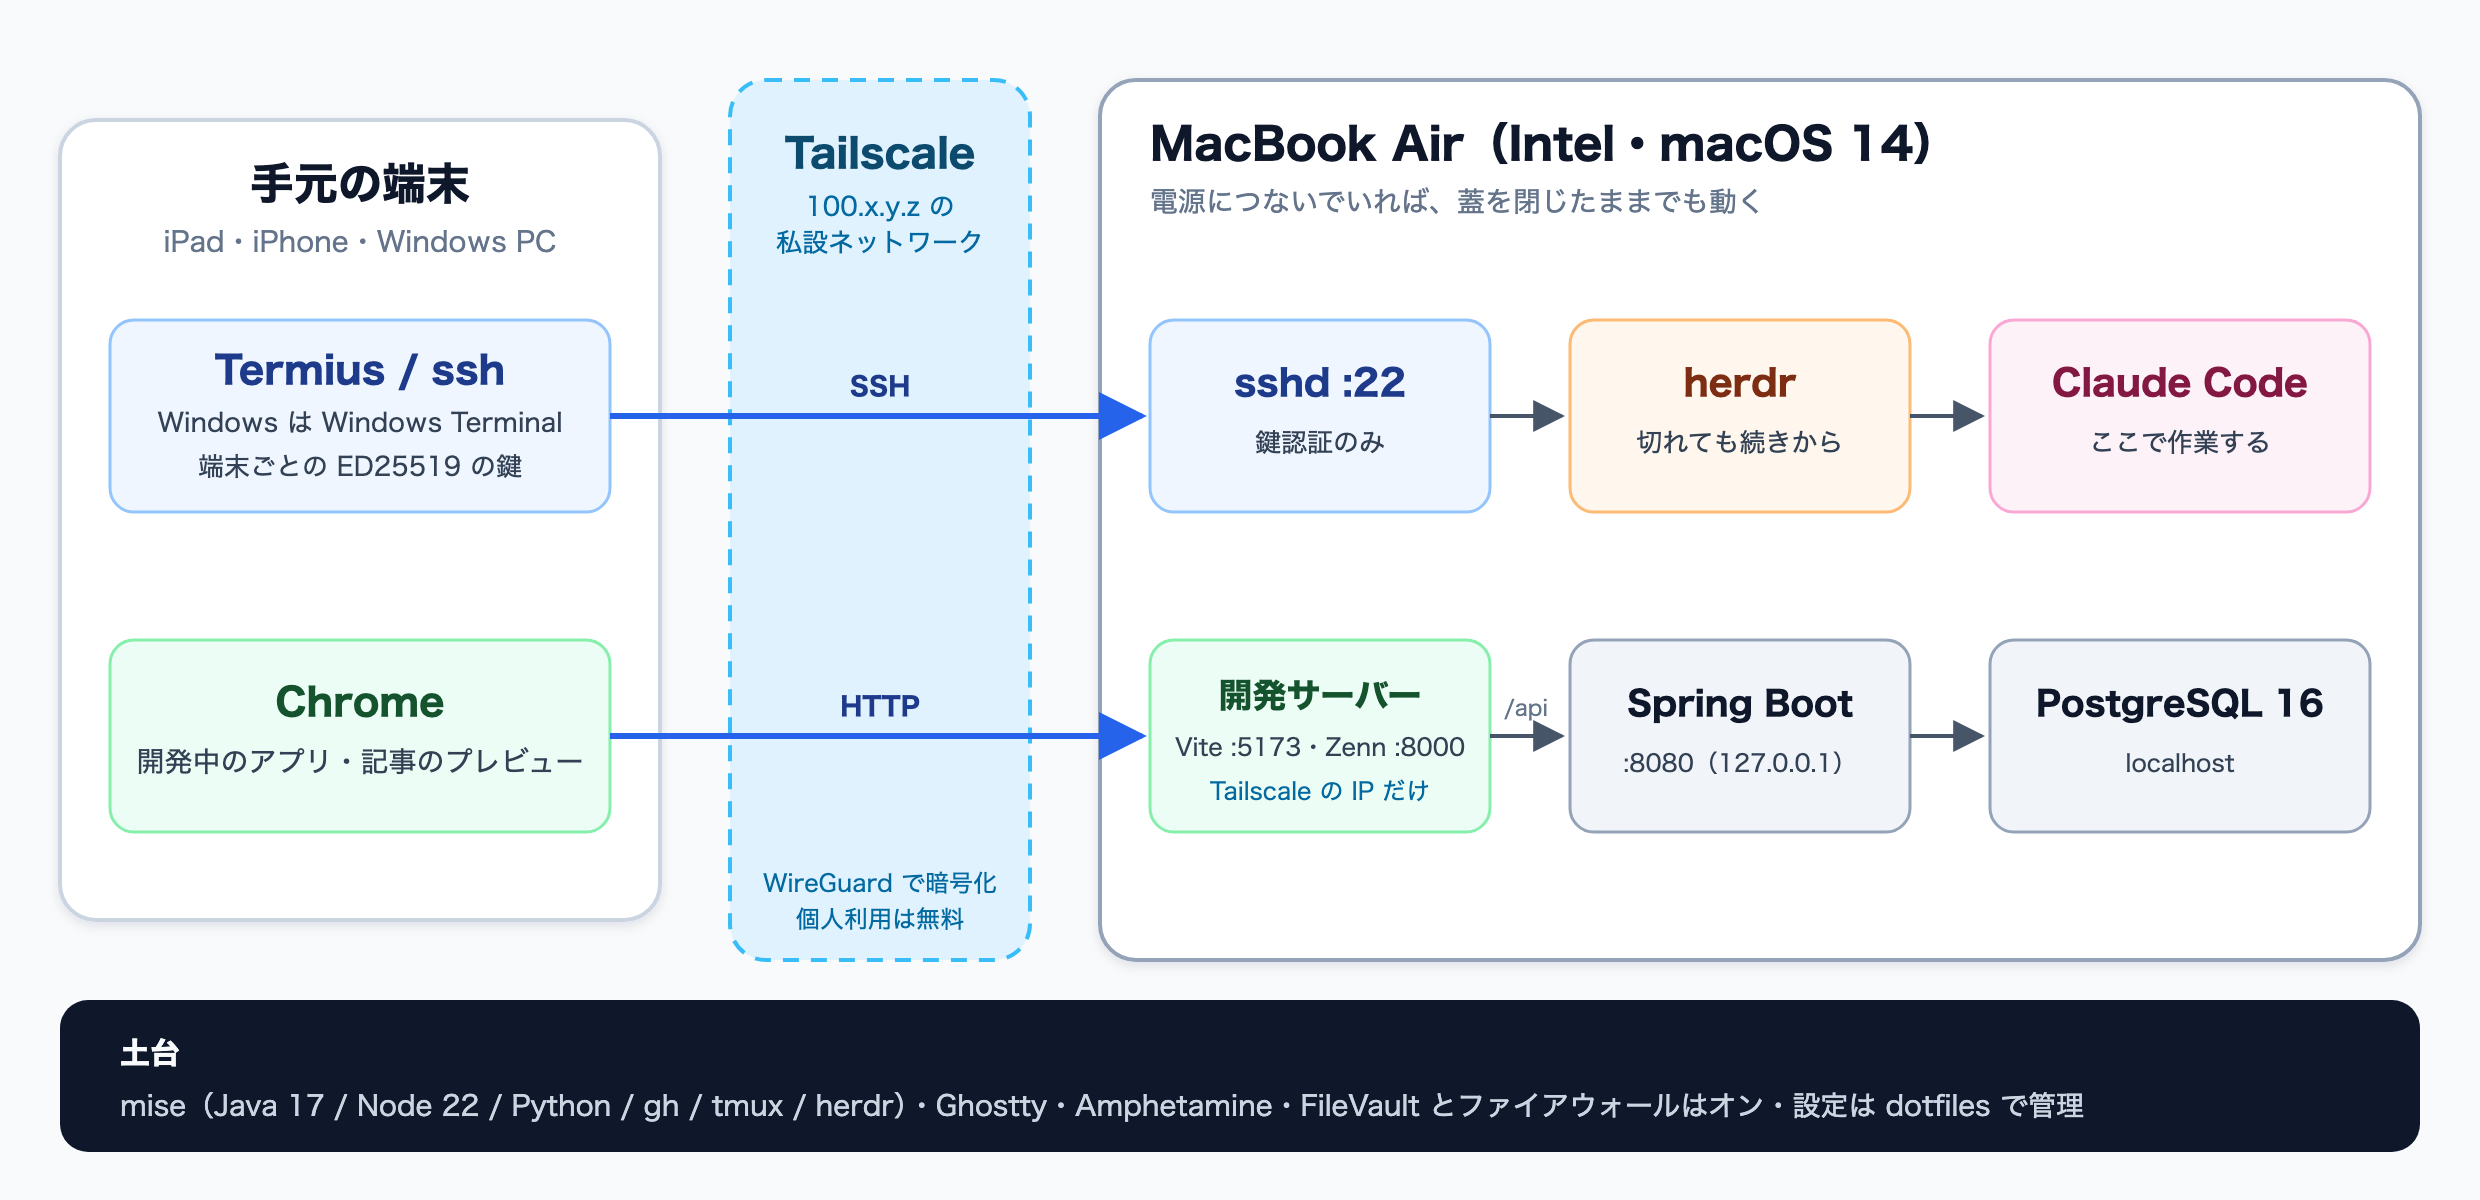 手元の端末
iPad・iPhone・Windows PC
Termius / ssh
Windows は Windows Terminal
端末ごとの ED25519 の鍵
Chrome
開発中のアプリ・記事のプレビュー
Tailscale
100.x.y.z の
私設ネットワーク
SSH
HTTP
WireGuard で暗号化
個人利用は無料
MacBook Air（Intel・macOS 14）
電源につないでいれば、蓋を閉じたままでも動く
sshd :22
鍵認証のみ
herdr
切れても続きから
Claude Code
ここで作業する
開発サーバー
Vite :5173・Zenn :8000
Tailscale の IP だけ
/api
Spring Boot
:8080（127.0.0.1）
PostgreSQL 16
localhost
土台
mise（Java 17 / Node 22 / Python / gh / tmux / herdr）・Ghostty・Amphetamine・FileVault とファイアウォールはオン・設定は dotfiles で管理